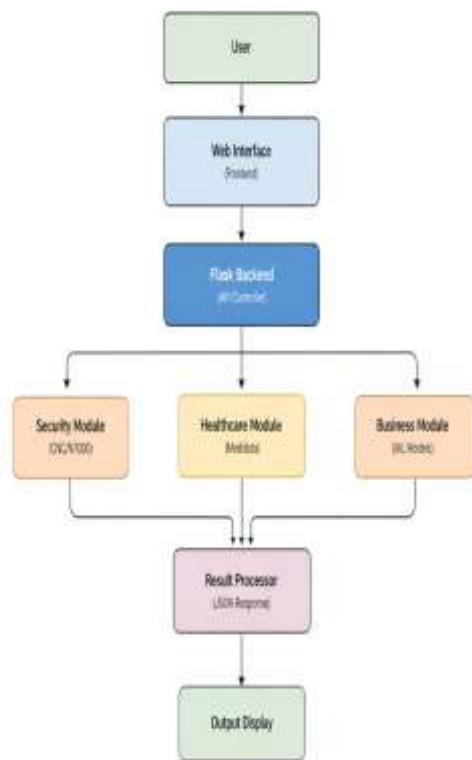 User
Web Interface
(Frontend)
Flask Backend
(API Controller)
Security Module
Healthcare Module
Business Module
(ML Models)
Result Processor
(JSON Response)
Output Display